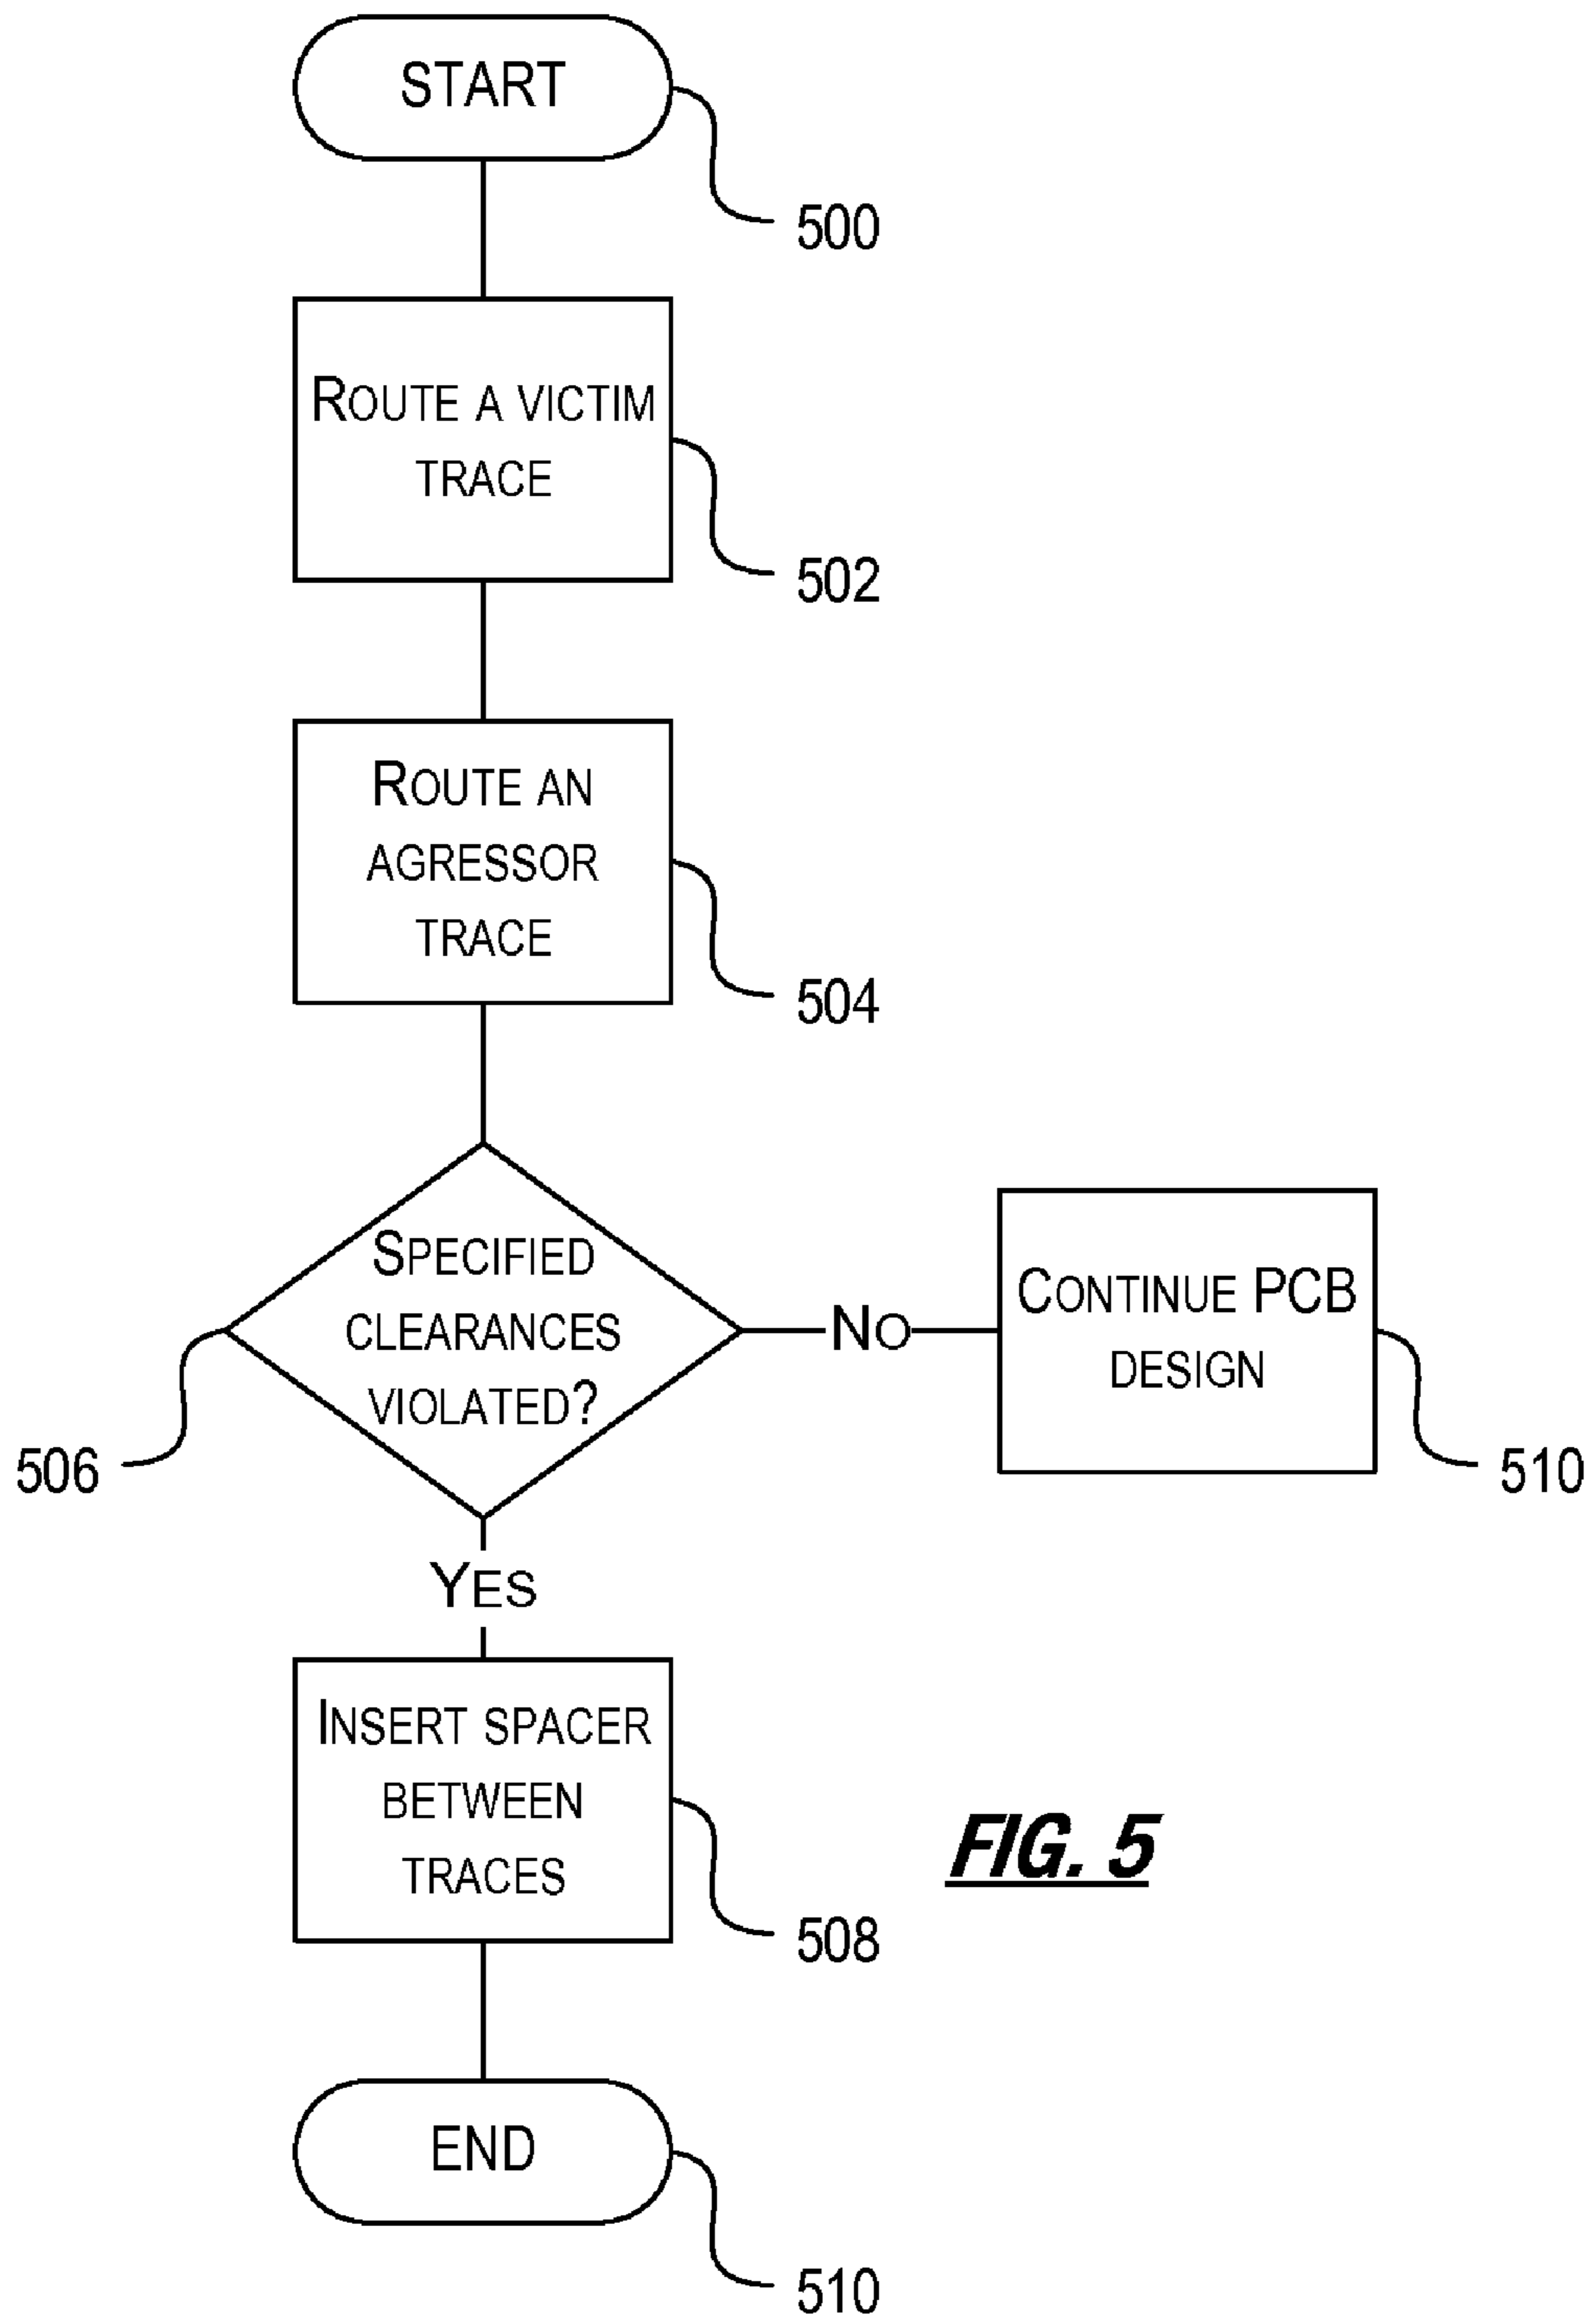 START
500
ROUTE A VICTIM
TRACE
502
ROUTE AN
AGRESSOR
TRACE
504
SPECIFIED
CLEARANCES
VIOLATED?
506
NO
CONTINUE PCB
DESIGN
510
YES
INSERT SPACER
BETWEEN
TRACES
508
FIG. 5
END
510